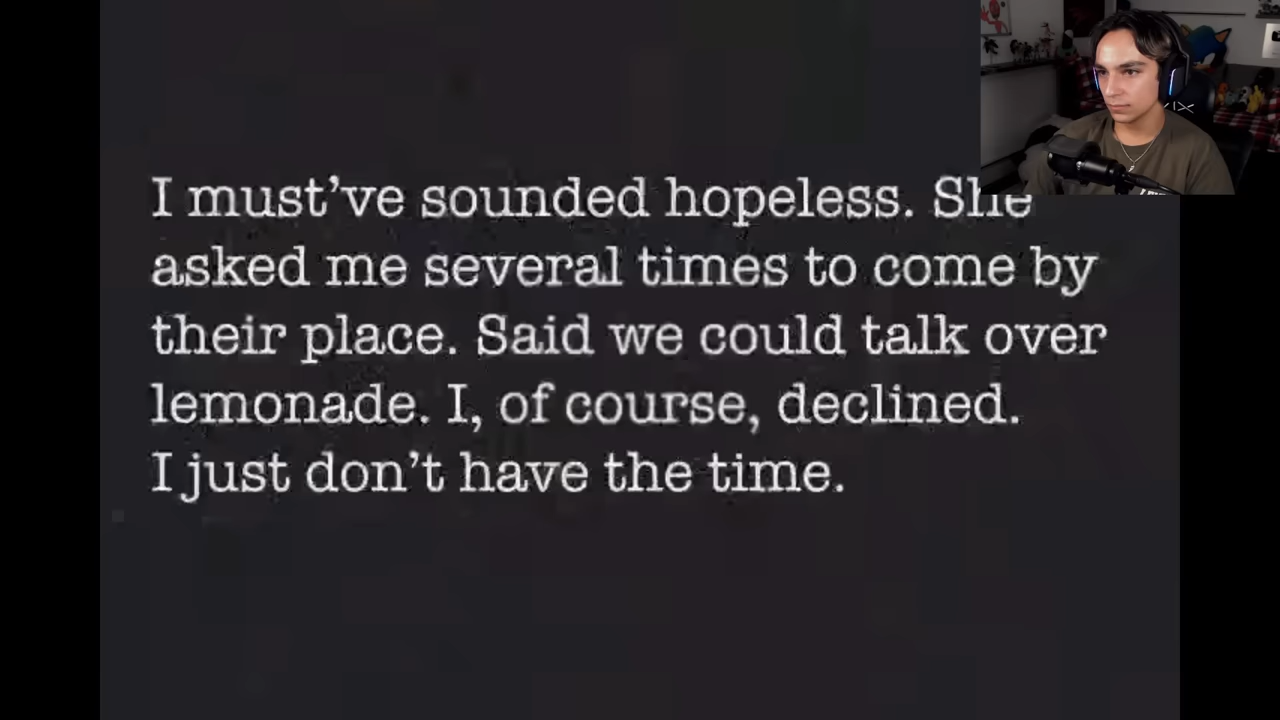 I must’ve sounded hopeless. She
asked me several times to come by
their place. Said we could talk over
lemonade. I, of course, declined.
I just don’t have the time.